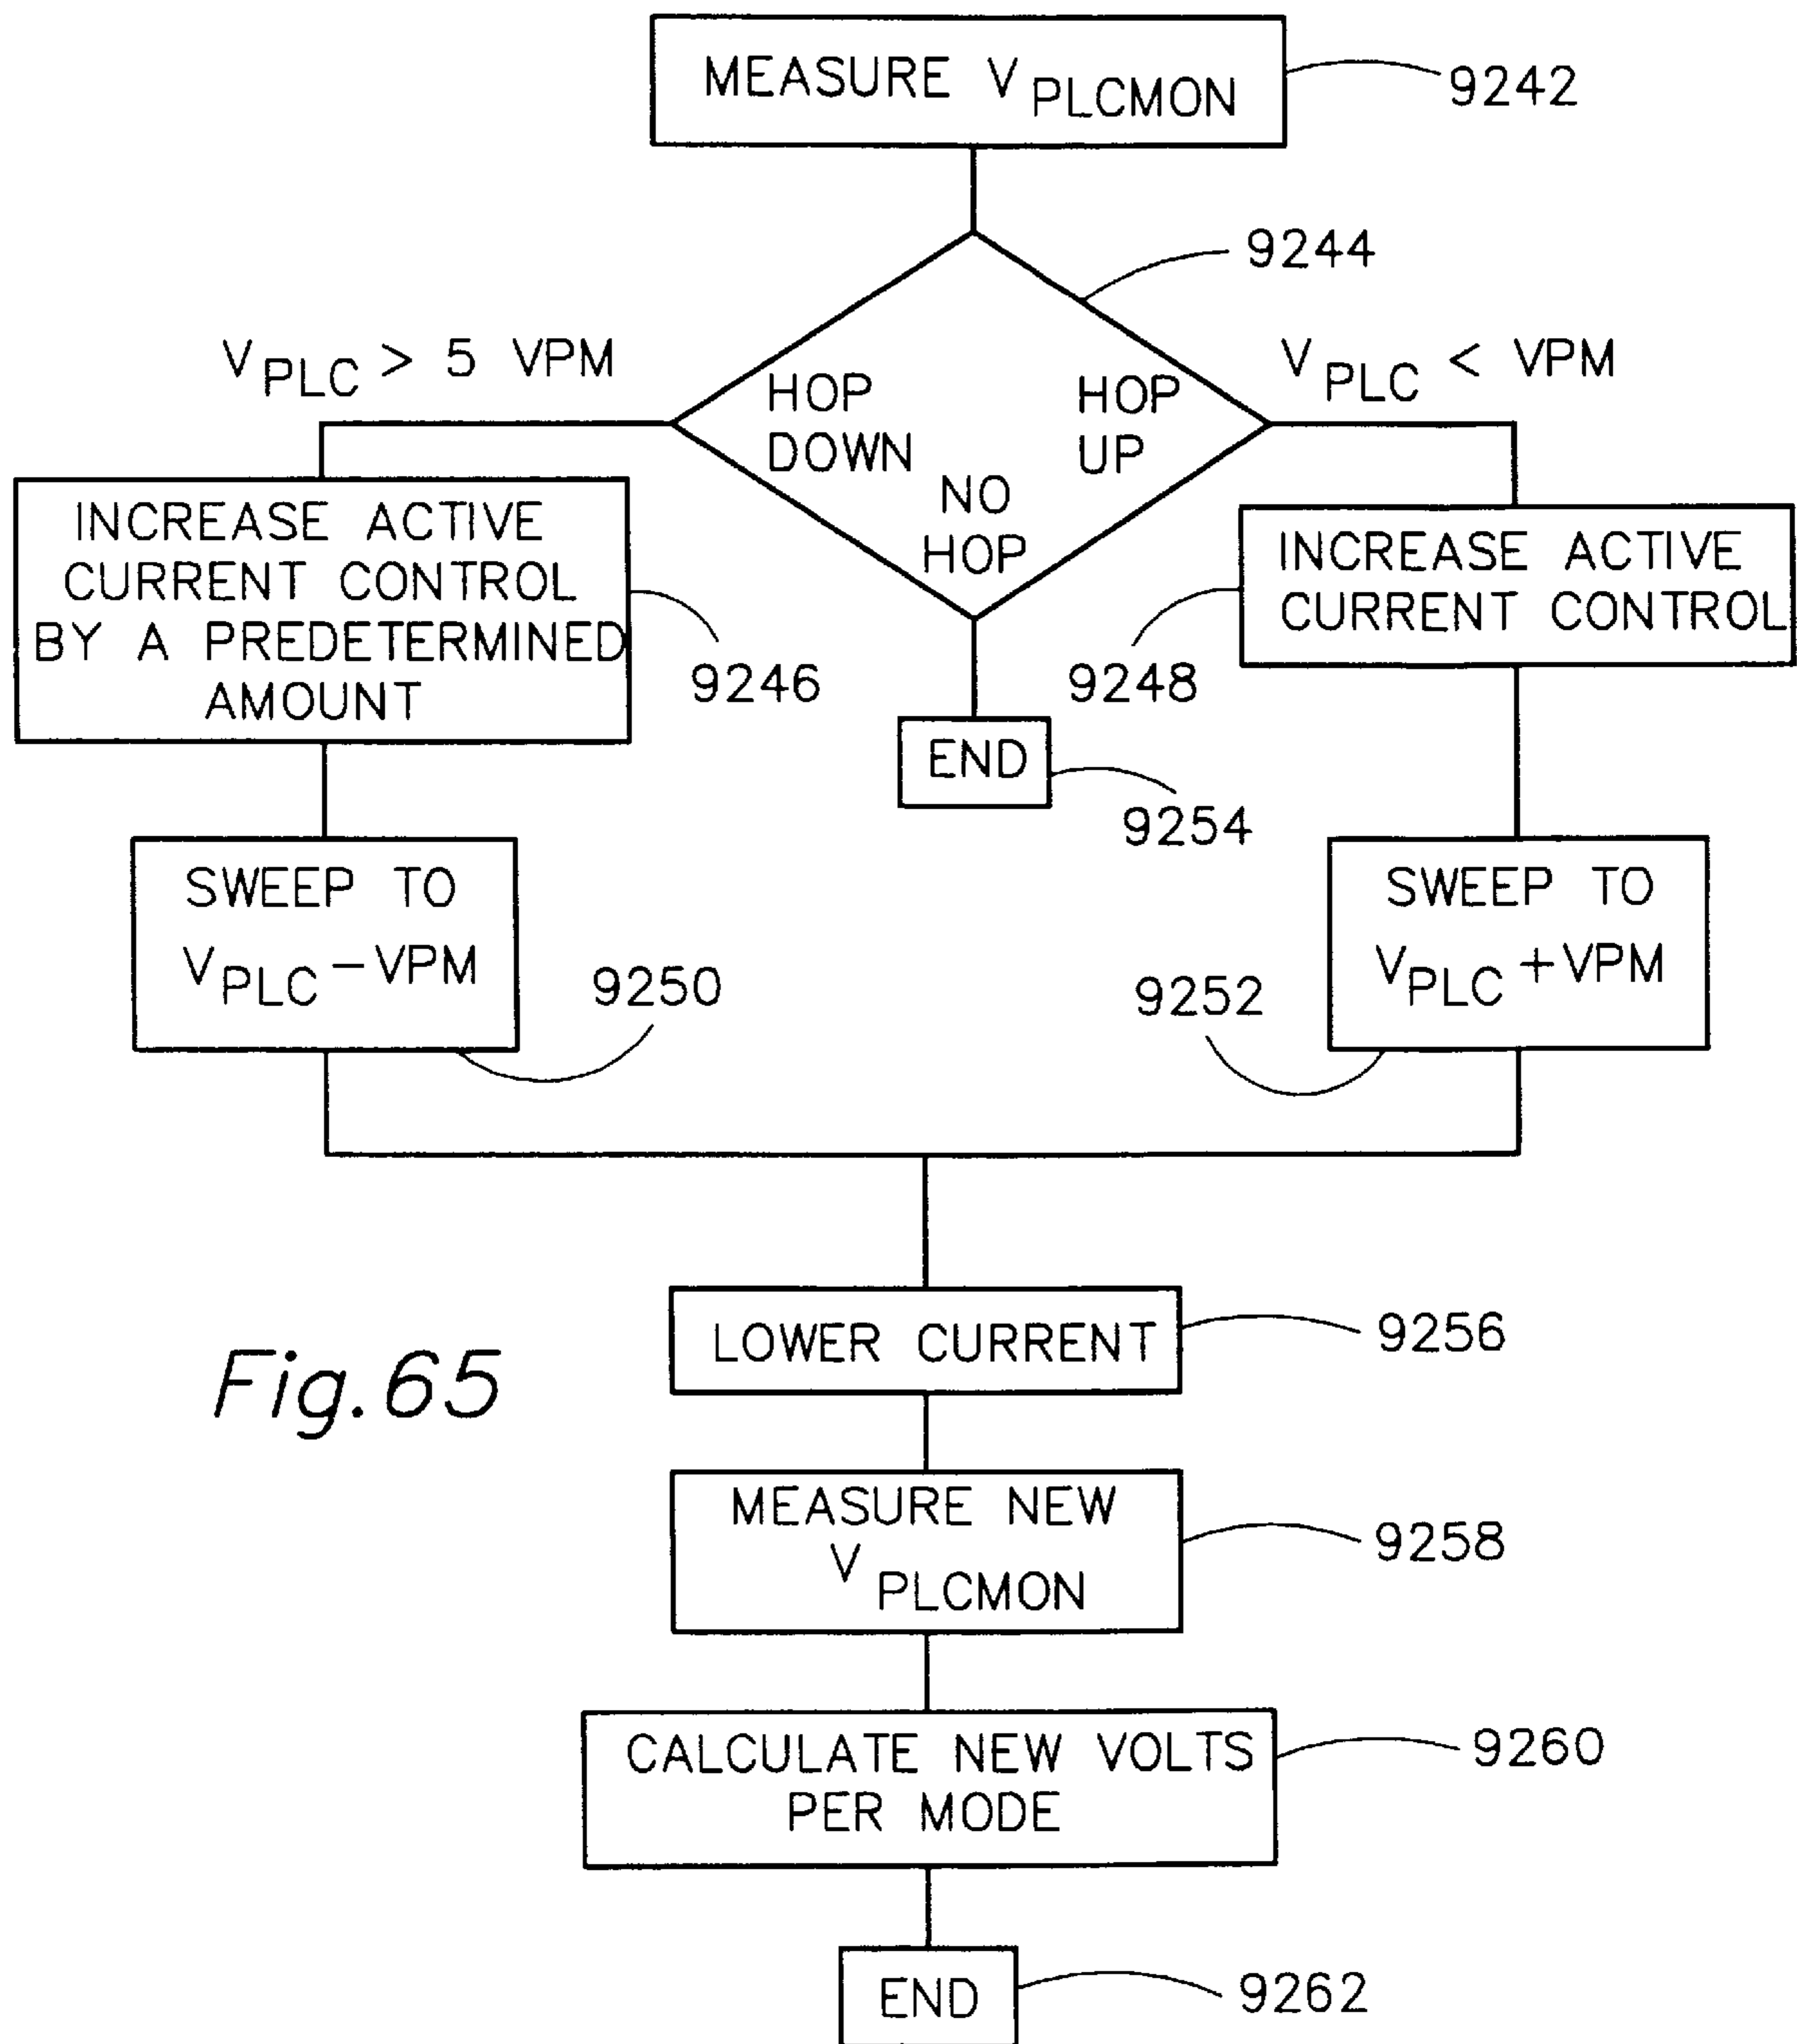 MEASURE V PLCMON
9242
9244
V PLC > 5 VPM
V PLC < VPM
HOP
DOWN
HOP
UP
NO
HOP
INCREASE ACTIVE
CURRENT CONTROL
BY A PREDETERMINED
AMOUNT
9246
INCREASE ACTIVE
CURRENT CONTROL
9248
END
9254
SWEEP TO
V PLC - VPM
9250
SWEEP TO
V PLC + VPM
9252
LOWER CURRENT
9256
Fig.65
MEASURE NEW
V PLCMON
9258
CALCULATE NEW VOLTS
PER MODE
9260
END
9262